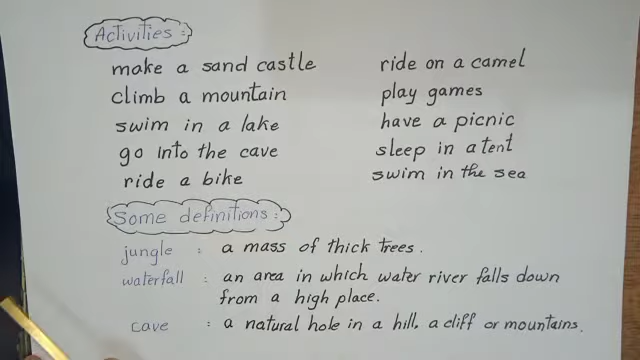 Activities :
make a sand castle
climb a mountain
swim in a lake
go into the cave
ride a bike
ride on a camel
play games
have a picnic
sleep in a tent
swim in the sea
Some definitions :
jungle : a mass of thick trees.
waterfall : an area in which water river falls down
from a high place.
cave : a natural hole in a hill, a cliff or mountains.